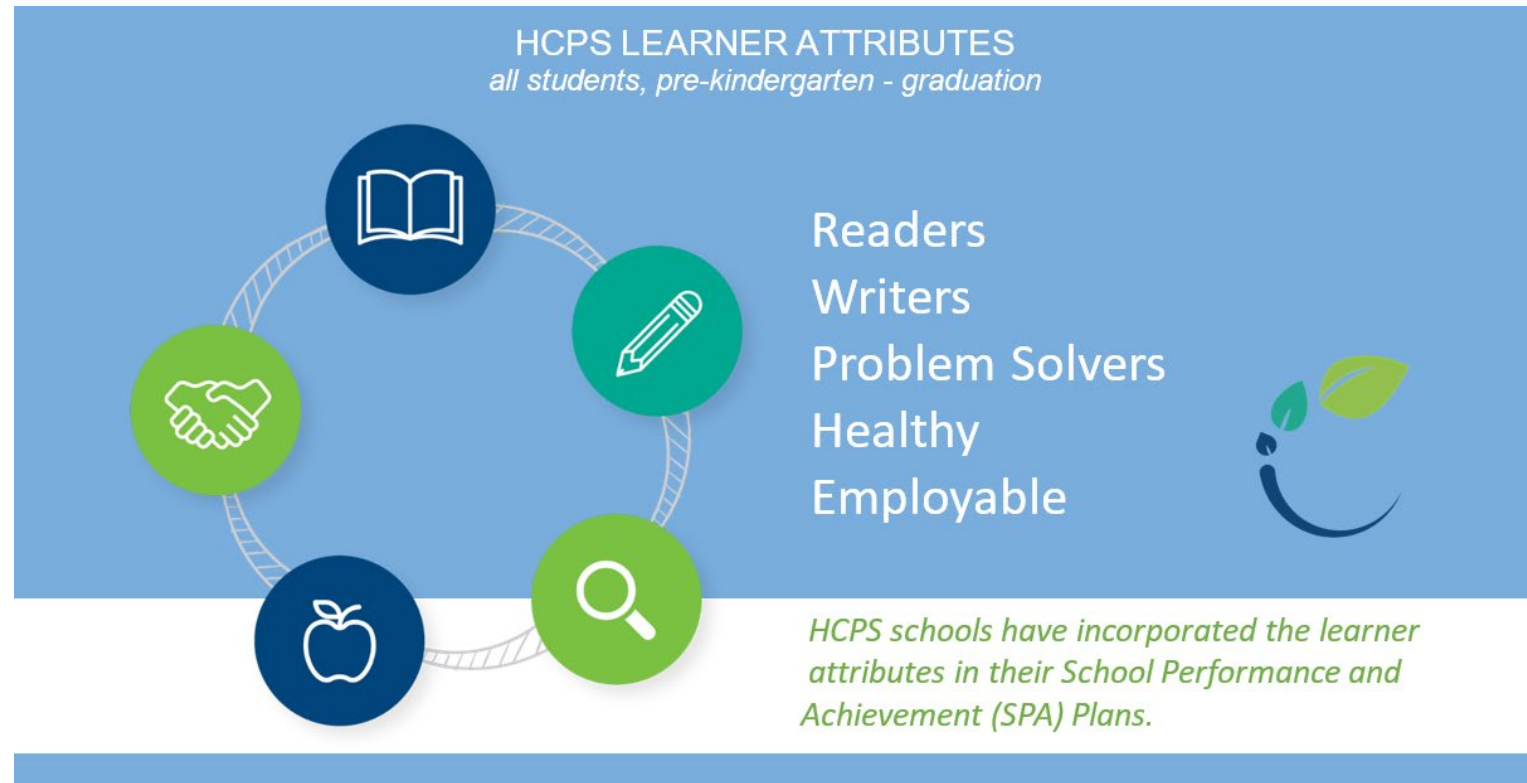 HCPS LEARNER ATTRIBUTES
all students, pre-kindergarten - graduation
Readers
Writers
Problem Solvers
Healthy
Employable
HCPS schools have incorporated the learner
attributes in their School Performance and
Achievement (SPA) Plans.